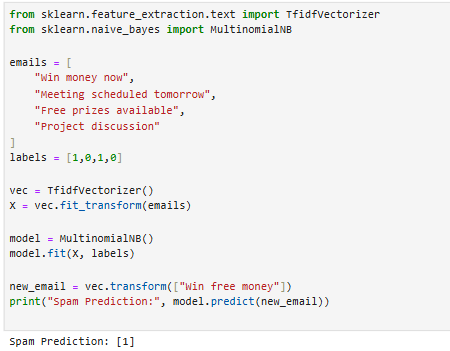 from sklearn.feature_extraction.text import TfidfVectorizer
from sklearn.naive_bayes import MultinomialNB

emails = [
    "Win money now",
    "Meeting scheduled tomorrow",
    "Free prizes available",
    "Project discussion"
]
labels = [1,0,1,0]

vec = TfidfVectorizer()
X = vec.fit_transform(emails)

model = MultinomialNB()
model.fit(X, labels)

new_email = vec.transform(["Win free money"])
print("Spam Prediction:", model.predict(new_email))

Spam Prediction: [1]